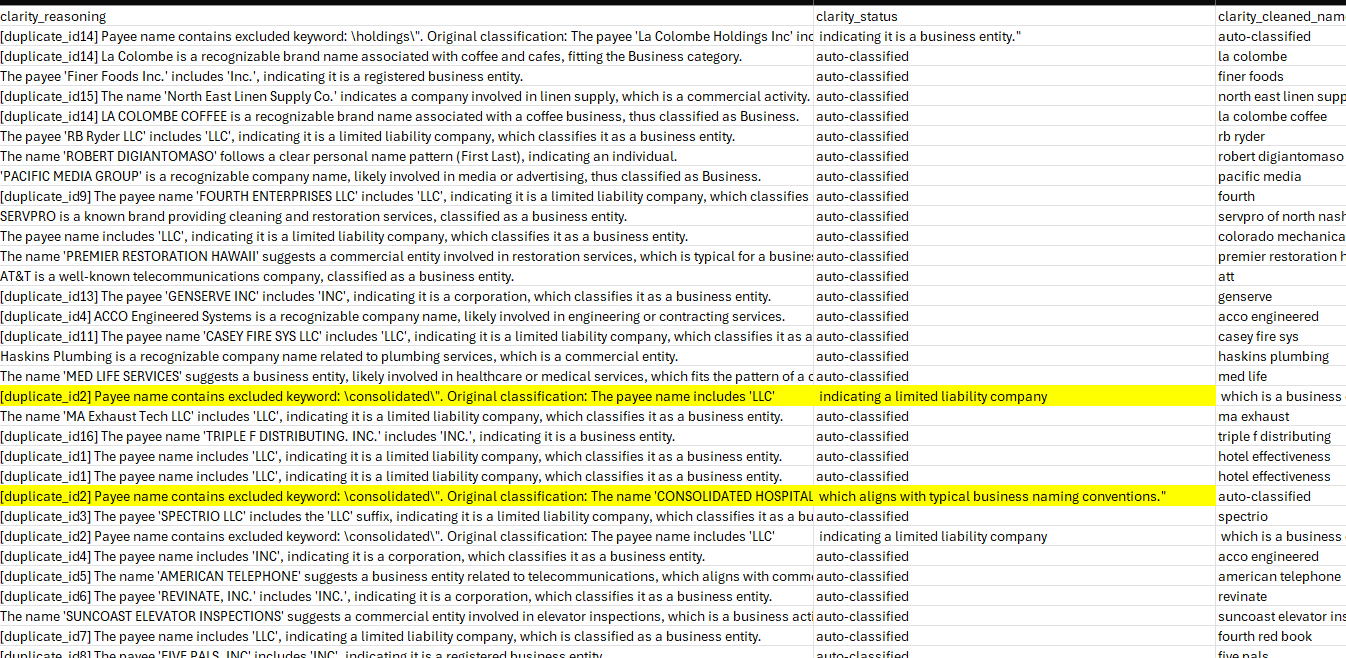 clarity_reasoning clarity_status clarity_cleaned_nam
[duplicate_id14] Payee name contains excluded keyword: \holdings\". Original classification: The payee 'La Colombe Holdings Inc' inc indicating it is a business entity." auto-classified
[duplicate_id14] La Colombe is a recognizable brand name associated with coffee and cafes, fitting the Business category. auto-classified la colombe
The payee 'Finer Foods Inc.' includes 'Inc.', indicating it is a registered business entity. auto-classified finer foods
[duplicate_id15] The name 'North East Linen Supply Co.' indicates a company involved in linen supply, which is a commercial activity. auto-classified north east linen supp
[duplicate_id14] LA COLOMBE COFFEE is a recognizable brand name associated with a coffee business, thus classified as Business. auto-classified la colombe coffee
The payee 'RB Ryder LLC' includes 'LLC', indicating it is a limited liability company, which classifies it as a business entity. auto-classified rb ryder
The name 'ROBERT DIGIANTOMASO' follows a clear personal name pattern (First Last), indicating an individual. auto-classified robert digiantomaso
'PACIFIC MEDIA GROUP' is a recognizable company name, likely involved in media or advertising, thus classified as Business. auto-classified pacific media
[duplicate_id9] The payee name 'FOURTH ENTERPRISES LLC' includes 'LLC', indicating it is a limited liability company, which classifies auto-classified fourth
SERVPRO is a known brand providing cleaning and restoration services, classified as a business entity. auto-classified servpro of north nash
The payee name includes 'LLC', indicating it is a limited liability company, which classifies it as a business entity. auto-classified colorado mechanica
The name 'PREMIER RESTORATION HAWAII' suggests a commercial entity involved in restoration services, which is typical for a busines auto-classified premier restoration h
AT&T is a well-known telecommunications company, classified as a business entity. auto-classified att
[duplicate_id13] The payee 'GENSERVE INC' includes 'INC', indicating it is a corporation, which classifies it as a business entity. auto-classified genserve
[duplicate_id4] ACCO Engineered Systems is a recognizable company name, likely involved in engineering or contracting services. auto-classified acco engineered
[duplicate_id11] The payee name 'CASEY FIRE SYS LLC' includes 'LLC', indicating it is a limited liability company, which classifies it as a auto-classified casey fire sys
Haskins Plumbing is a recognizable company name related to plumbing services, which is a commercial entity. auto-classified haskins plumbing
The name 'MED LIFE SERVICES' suggests a business entity, likely involved in healthcare or medical services, which fits the pattern of a c auto-classified med life
[duplicate_id2] Payee name contains excluded keyword: \consolidated\". Original classification: The payee name includes 'LLC' indicating a limited liability company which is a business
The name 'MA Exhaust Tech LLC' includes 'LLC', indicating it is a limited liability company, which classifies it as a business entity. auto-classified ma exhaust
[duplicate_id16] The payee name 'TRIPLE F DISTRIBUTING. INC.' includes 'INC.', indicating it is a business entity. auto-classified triple f distributing
[duplicate_id1] The payee name includes 'LLC', indicating it is a limited liability company, which classifies it as a business entity. auto-classified hotel effectiveness
[duplicate_id1] The payee name includes 'LLC', indicating it is a limited liability company, which classifies it as a business entity. auto-classified hotel effectiveness
[duplicate_id2] Payee name contains excluded keyword: \consolidated\". Original classification: The name 'CONSOLIDATED HOSPITAL which aligns with typical business naming conventions." auto-classified
[duplicate_id3] The payee 'SPECTRIO LLC' includes the 'LLC' suffix, indicating it is a limited liability company, which classifies it as a bu auto-classified spectrio
[duplicate_id2] Payee name contains excluded keyword: \consolidated\". Original classification: The payee name includes 'LLC' indicating a limited liability company which is a business
[duplicate_id4] The payee name includes 'INC', indicating it is a corporation, which classifies it as a business entity. auto-classified acco engineered
[duplicate_id5] The name 'AMERICAN TELEPHONE' suggests a business entity related to telecommunications, which aligns with comm auto-classified american telephone
[duplicate_id6] The payee 'REVINATE, INC.' includes 'INC.', indicating it is a corporation, which classifies it as a business entity. auto-classified revinate
The name 'SUNCOAST ELEVATOR INSPECTIONS' suggests a commercial entity involved in elevator inspections, which is a business acti auto-classified suncoast elevator ins
[duplicate_id7] The payee name includes 'LLC', indicating a limited liability company, which is classified as a business entity. auto-classified fourth red book
[duplicate_id8] The payee 'FIVE PALS, INC' includes 'INC', indicating it is a registered business entity. auto-classified five pals